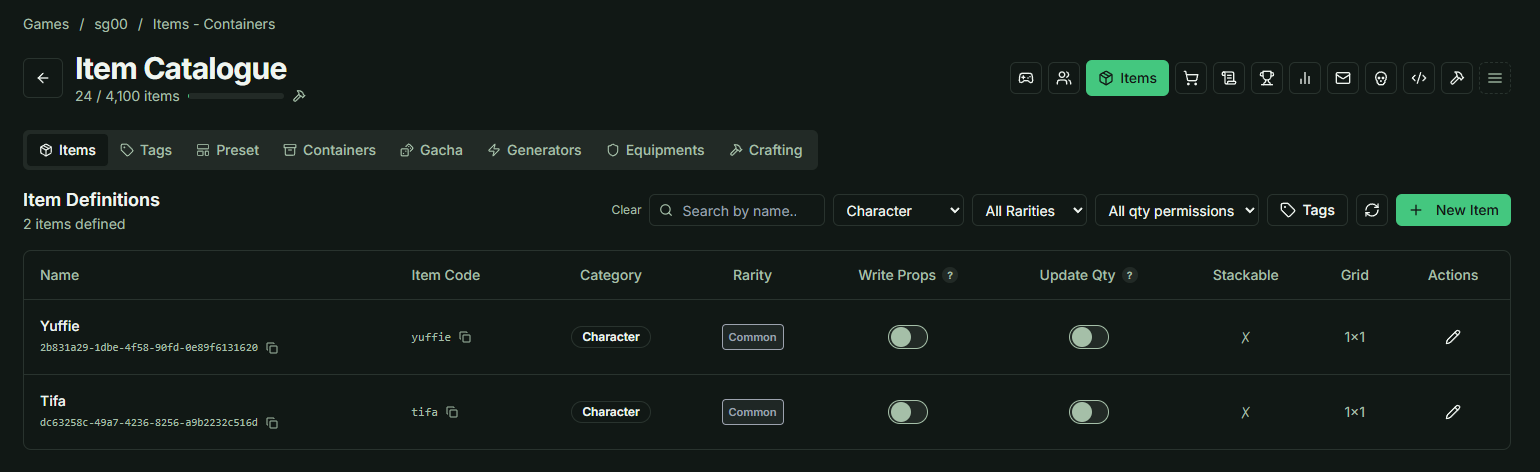 Games / sg00 / Items - Containers
Item Catalogue
24 / 4,100 items
Items
Items Tags Preset Containers Gacha Generators Equipments Crafting
Item Definitions
2 items defined
Clear Search by name.. Character All Rarities All qty permissions Tags + New Item
Name Item Code Category Rarity Write Props ? Update Qty ? Stackable Grid Actions
Yuffie
2b831a29-1dbe-4f58-90fd-0e89f6131620
yuffie Character Common ✗ 1×1
Tifa
dc63258c-49a7-4236-8256-a9b2232c516d
tifa Character Common ✗ 1×1